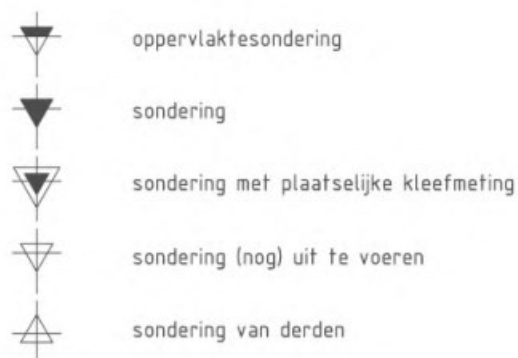 oppervlaktesondering
sondering
sondering met plaatselijke kleefmeting
sondering (nog) uit te voeren
sondering van derden